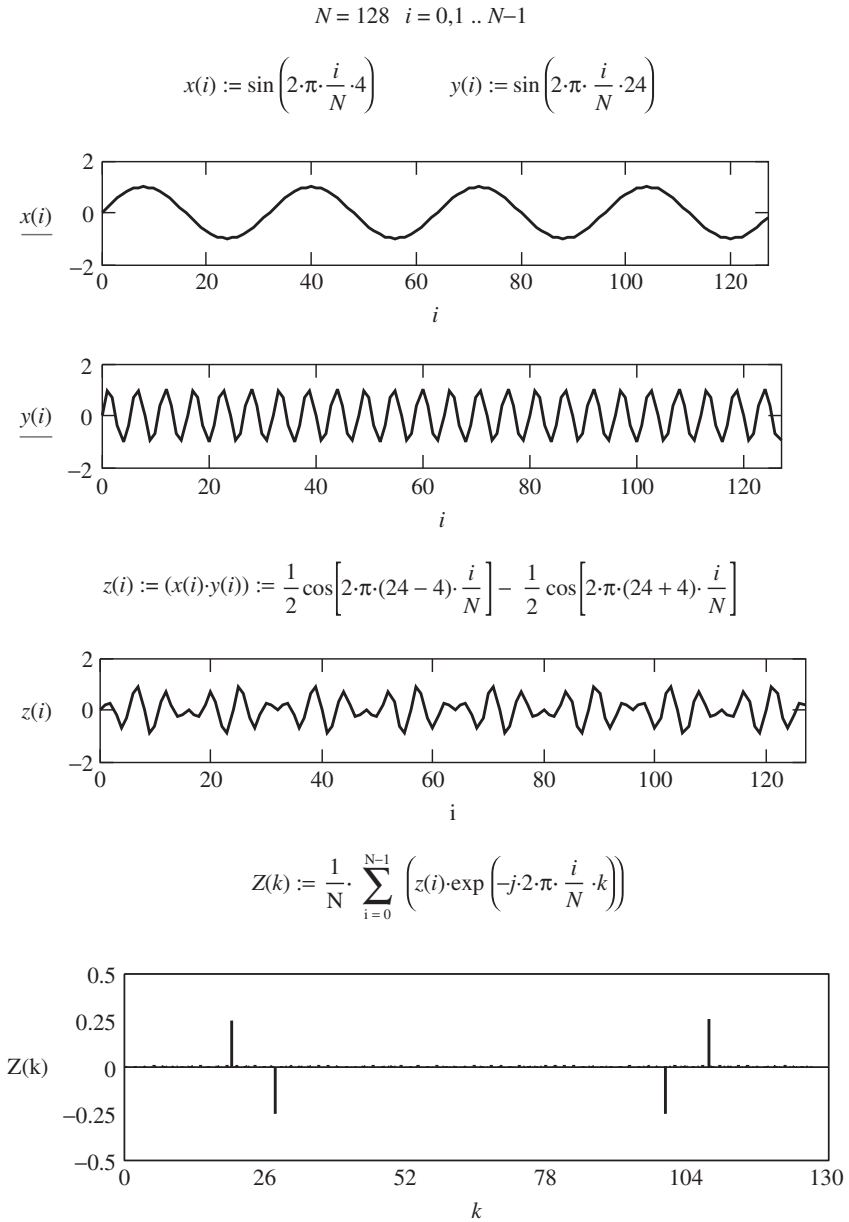 N = 128 i = 0,1 .. N−1
x(i) := sin(2·π·i/N·4) y(i) := sin(2·π·i/N·24)
2
x(i) 0
−2
0 20 40 60 80 100 120
i
2
y(i) 0
−2
0 20 40 60 80 100 120
i
z(i) := (x(i)·y(i)) := 1/2 cos[2·π·(24 − 4)·i/N] − 1/2 cos[2·π·(24 + 4)·i/N]
2
z(i) 0
−2
0 20 40 60 80 100 120
i
Z(k) := 1/N· N−1 ∑ i = 0 (z(i)·exp(−j·2·π·i/N·k))
0.5
0.25
Z(k) 0
−0.25
−0.5
0 26 52 78 104 130
k